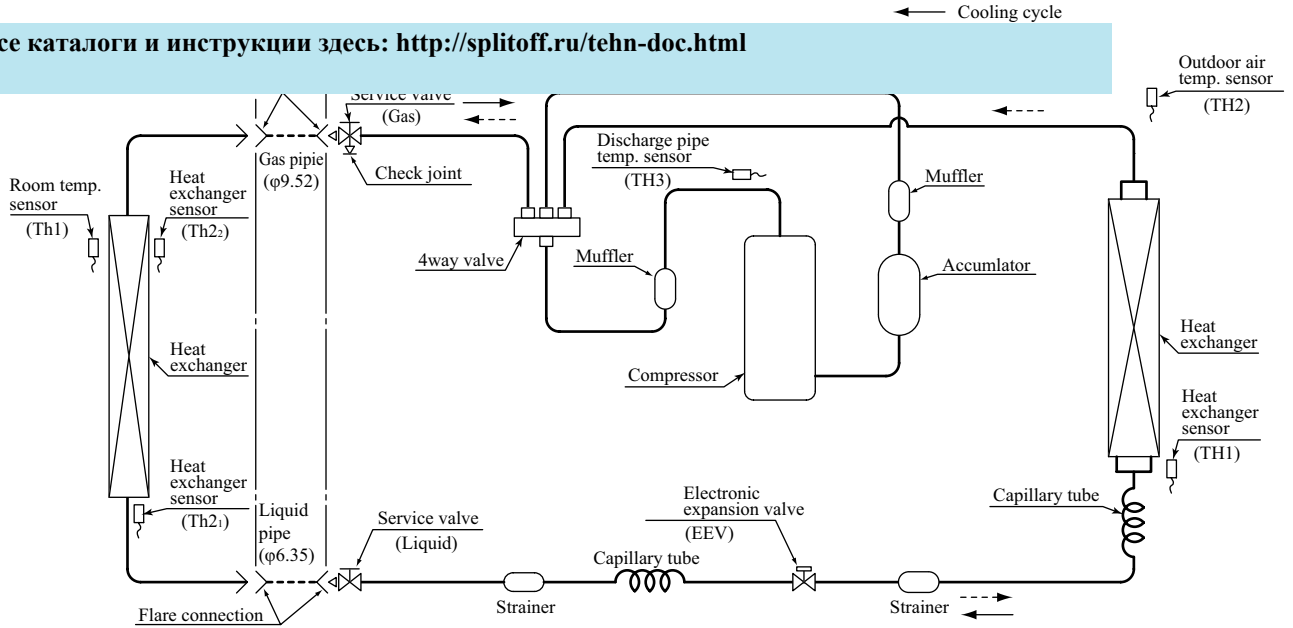 Cooling cycle
се каталоги и инструкции здесь: http://splitoff.ru/tehn-doc.html
Outdoor air
temp. sensor
(TH2)
Service valve
(Gas)
Check joint
Gas pipie
(φ9.52)
Discharge pipe
temp. sensor
(TH3)
Muffler
Room temp.
sensor
(Th1)
Heat
exchanger
sensor
(Th2₂)
4way valve
Muffler
Accumlator
Heat
exchanger
Compressor
Heat
exchanger
Heat
exchanger
sensor
(TH1)
Heat
exchanger
sensor
(Th2₁)
Liquid
pipe
(φ6.35)
Service valve
(Liquid)
Electronic
expansion valve
(EEV)
Capillary tube
Capillary tube
Strainer
Strainer
Flare connection